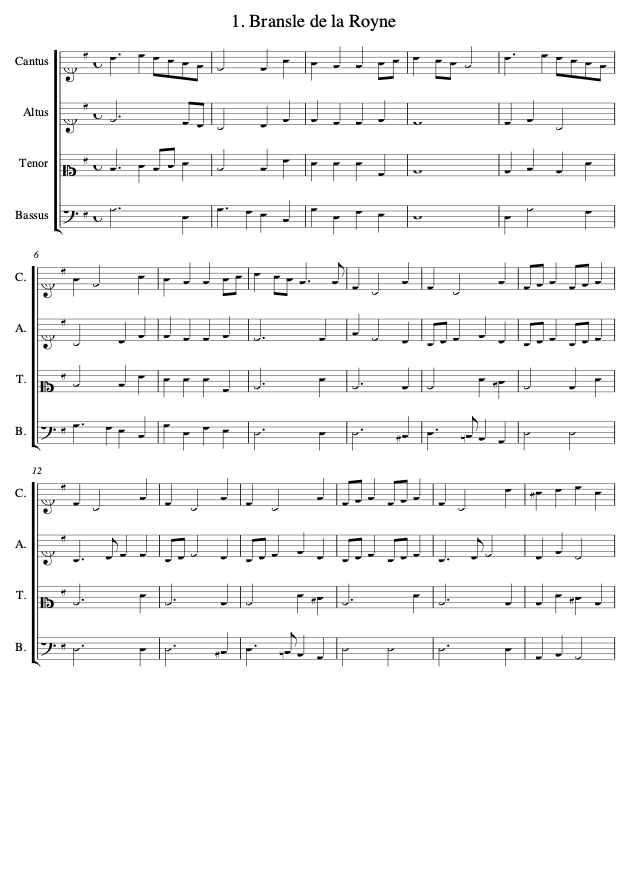 1. Bransle de la Royne
Cantus
Altus
Tenor
Bassus
6
C.
A.
T.
B.
12
C.
A.
T.
B.